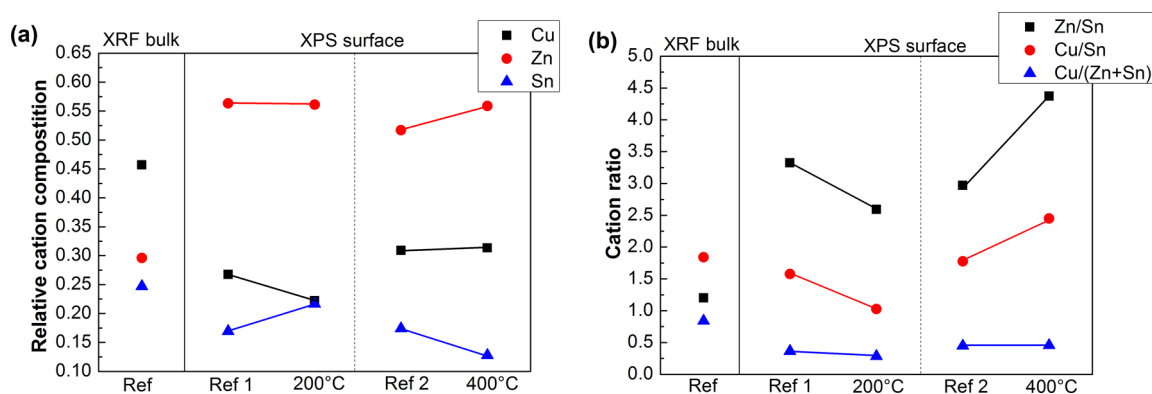 (a)
XRF bulk
XPS surface
Cu
Zn
Sn
Relative cation compostition
0.65
0.60
0.55
0.50
0.45
0.40
0.35
0.30
0.25
0.20
0.15
0.10
Ref
Ref 1
200°C
Ref 2
400°C
(b)
XRF bulk
XPS surface
Zn/Sn
Cu/Sn
Cu/(Zn+Sn)
Cation ratio
5.0
4.5
4.0
3.5
3.0
2.5
2.0
1.5
1.0
0.5
0.0
Ref
Ref 1
200°C
Ref 2
400°C